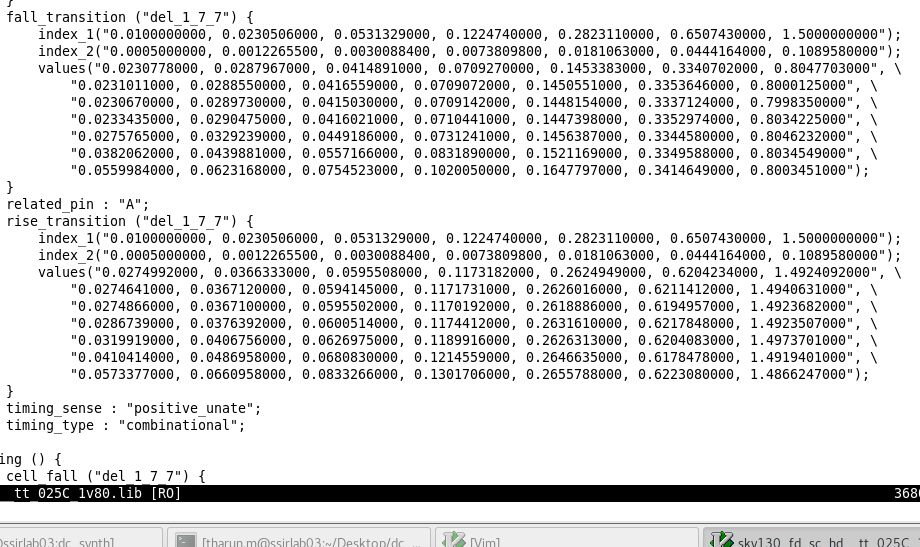 }
fall_transition ("del_1_7_7") {
index_1("0.0100000000, 0.0230506000, 0.0531329000, 0.1224740000, 0.2823110000, 0.6507430000, 1.5000000000");
index_2("0.0005000000, 0.0012265500, 0.0030088400, 0.0073809800, 0.0181063000, 0.0444164000, 0.1089580000");
values("0.0230778000, 0.0287967000, 0.0414891000, 0.0709270000, 0.1453383000, 0.3340702000, 0.8047703000", \
"0.0231011000, 0.0288550000, 0.0416559000, 0.0709072000, 0.1450551000, 0.3353646000, 0.8000125000", \
"0.0230670000, 0.0289730000, 0.0415030000, 0.0709142000, 0.1448154000, 0.3337124000, 0.7998350000", \
"0.0233435000, 0.0290475000, 0.0416021000, 0.0710441000, 0.1447398000, 0.3352974000, 0.8034225000", \
"0.0275765000, 0.0329239000, 0.0449186000, 0.0731241000, 0.1456387000, 0.3344580000, 0.8046232000", \
"0.0382062000, 0.0439881000, 0.0557166000, 0.0831890000, 0.1521169000, 0.3349588000, 0.8034549000", \
"0.0559984000, 0.0623168000, 0.0754523000, 0.1020050000, 0.1647797000, 0.3414649000, 0.8003451000");
}
related_pin : "A";
rise_transition ("del_1_7_7") {
index_1("0.0100000000, 0.0230506000, 0.0531329000, 0.1224740000, 0.2823110000, 0.6507430000, 1.5000000000");
index_2("0.0005000000, 0.0012265500, 0.0030088400, 0.0073809800, 0.0181063000, 0.0444164000, 0.1089580000");
values("0.0274992000, 0.0366333000, 0.0595508000, 0.1173182000, 0.2624949000, 0.6204234000, 1.4924092000", \
"0.0274641000, 0.0367120000, 0.0594145000, 0.1171731000, 0.2626016000, 0.6211412000, 1.4940631000", \
"0.0274866000, 0.0367100000, 0.0595502000, 0.1170192000, 0.2618886000, 0.6194957000, 1.4923682000", \
"0.0286739000, 0.0376392000, 0.0600514000, 0.1174412000, 0.2631610000, 0.6217848000, 1.4923507000", \
"0.0319919000, 0.0406756000, 0.0626975000, 0.1189916000, 0.2626313000, 0.6204083000, 1.4973701000", \
"0.0410414000, 0.0486958000, 0.0680830000, 0.1214559000, 0.2646635000, 0.6178478000, 1.4919401000", \
"0.0573377000, 0.0660958000, 0.0833266000, 0.1301706000, 0.2655788000, 0.6223080000, 1.4866247000");
}
timing_sense : "positive_unate";
timing_type : "combinational";
ing () {
cell_fall ("del_1_7_7") {
tt_025C_1v80.lib [RO] 368
@ssirlab03:dc_synth] [tharun.m@ssirlab03:~/Desktop/dc_... [Vim] sky130_fd_sc_hd__tt_025C_1